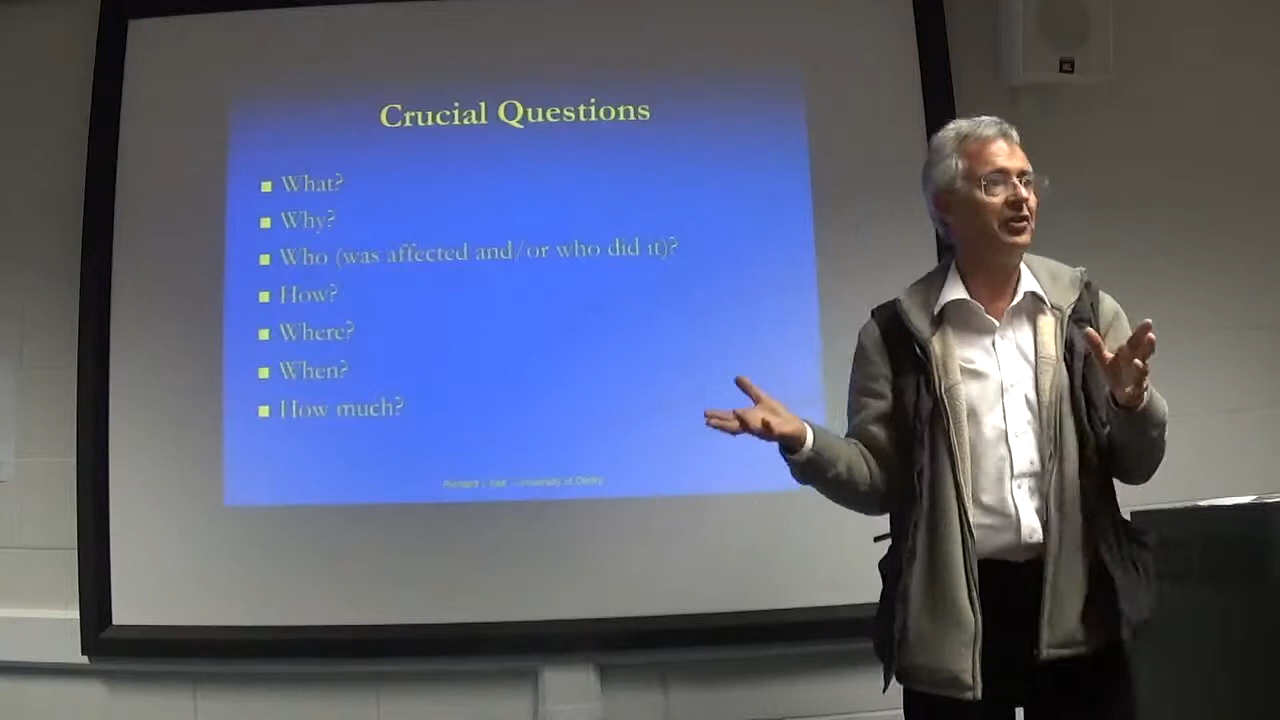 Crucial Questions
What?
Why?
Who (was affected and/or who did it)?
How?
Where?
When?
How much?
University of Derby